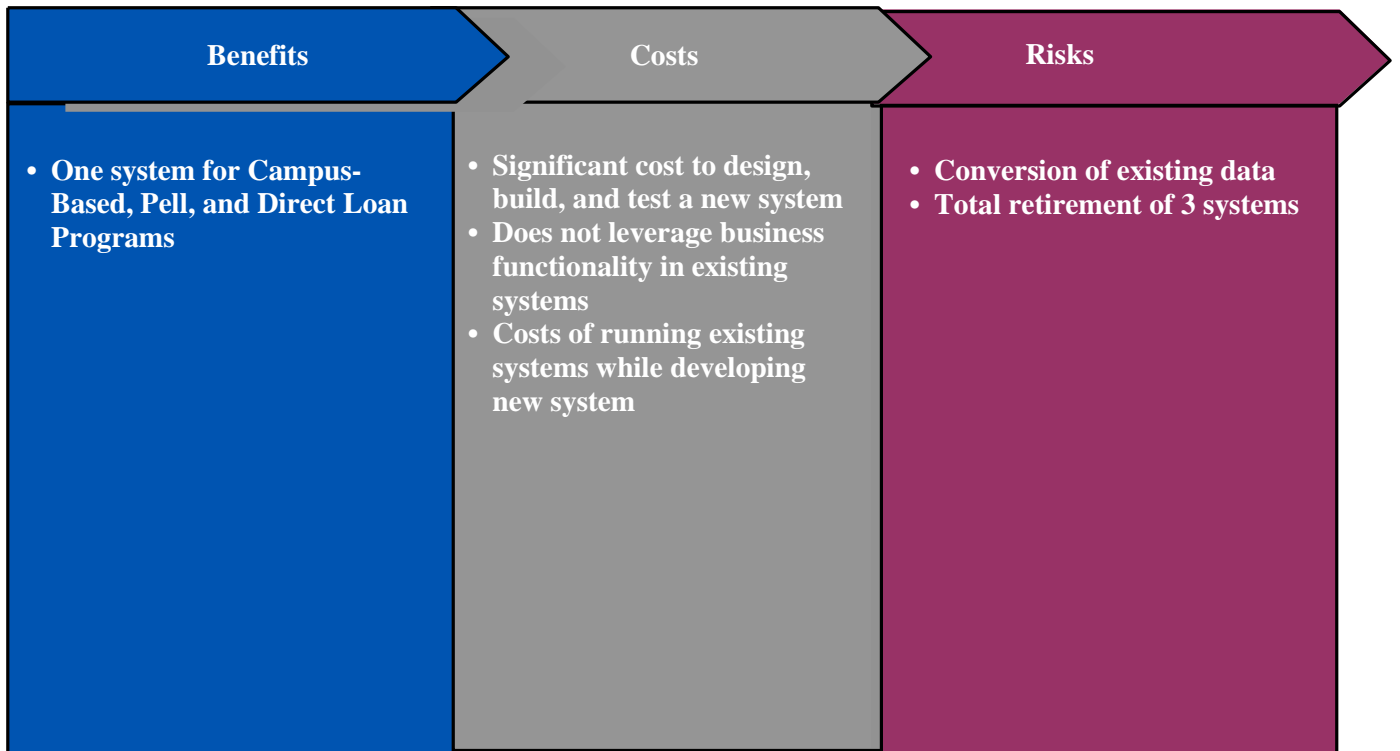 Benefits
Costs
Risks
• One system for Campus-
Based, Pell, and Direct Loan
Programs
• Significant cost to design,
build, and test a new system
• Does not leverage business
functionality in existing
systems
• Costs of running existing
systems while developing
new system
• Conversion of existing data
• Total retirement of 3 systems